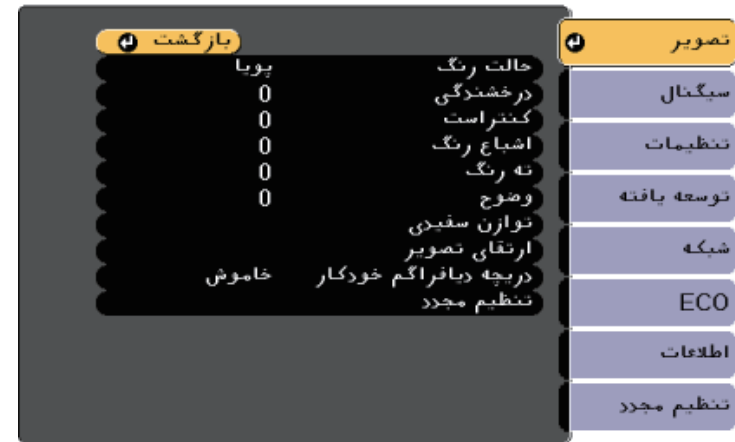 تصویر
سیگنال
تنظیمات
توسعه یافته
شبکه
ECO
اطلاعات
تنظیم مجدد
بازگشت
حالت رنگ پویا
درخشندگی 0
کنتراست 0
اشباع رنگ 0
ته رنگ 0
وضوح 0
توازن سفیدی
ارتقای تصویر
دریچه دیافراگم خودکار خاموش
تنظیم مجدد